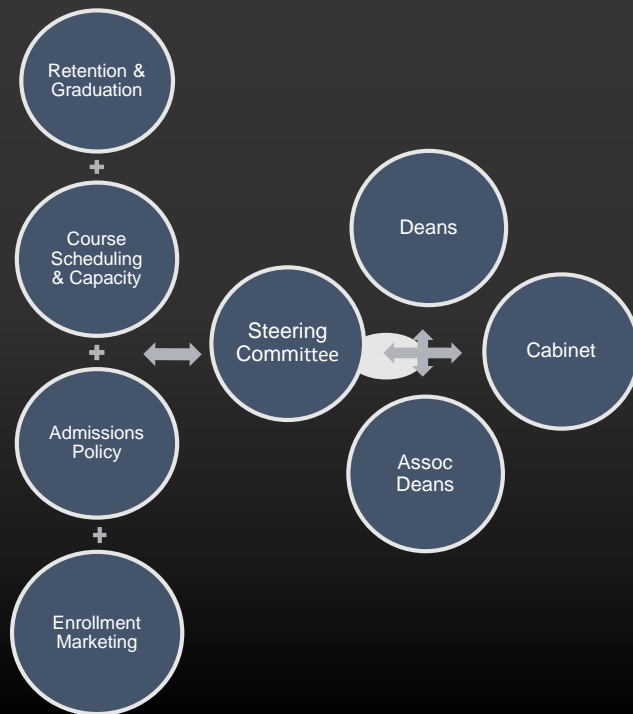 Retention &
Graduation
Course
Scheduling
& Capacity
Admissions
Policy
Enrollment
Marketing
Steering
Committee
Deans
Cabinet
Assoc
Deans